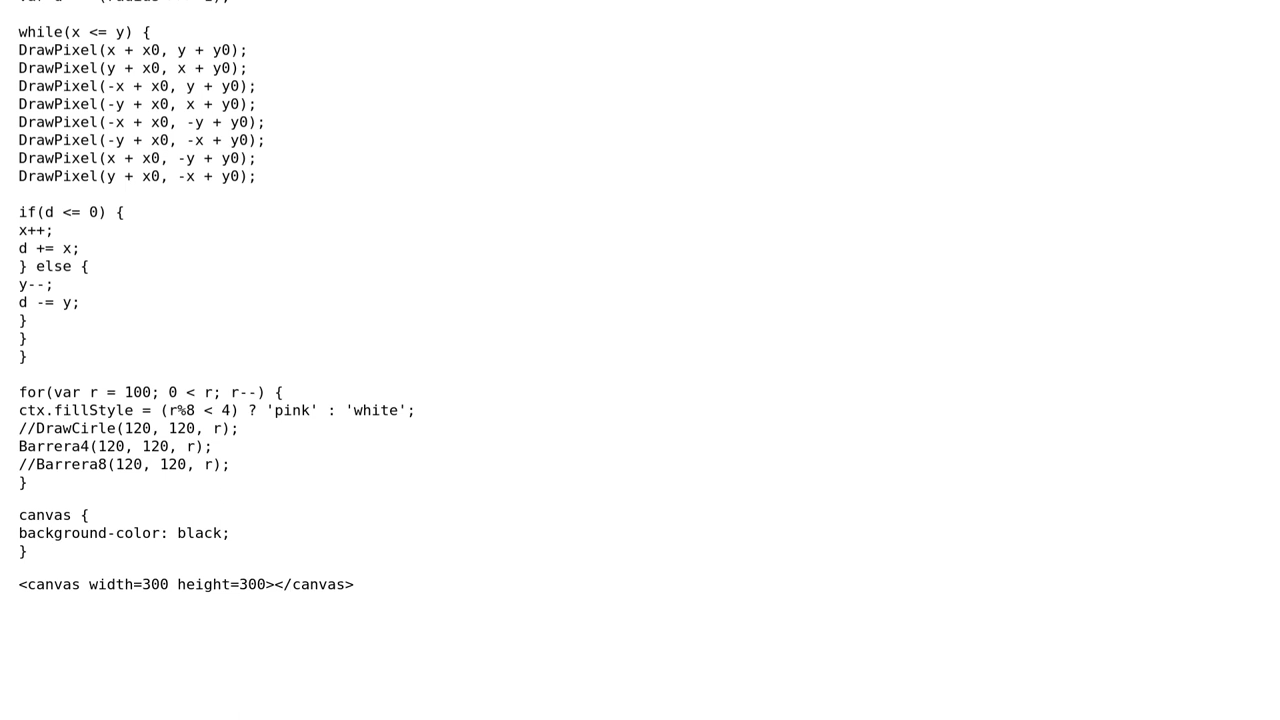 while(x <= y) {
DrawPixel(x + x0, y + y0);
DrawPixel(y + x0, x + y0);
DrawPixel(-x + x0, y + y0);
DrawPixel(-y + x0, x + y0);
DrawPixel(-x + x0, -y + y0);
DrawPixel(-y + x0, -x + y0);
DrawPixel(x + x0, -y + y0);
DrawPixel(y + x0, -x + y0);
if(d <= 0) {
x++;
d += x;
} else {
y--;
d -= y;
}
}
}
for(var r = 100; 0 < r; r--) {
ctx.fillStyle = (r%8 < 4) ? 'pink' : 'white';
//DrawCirle(120, 120, r);
Barrera4(120, 120, r);
//Barrera8(120, 120, r);
}
canvas {
background-color: black;
}
<canvas width=300 height=300></canvas>